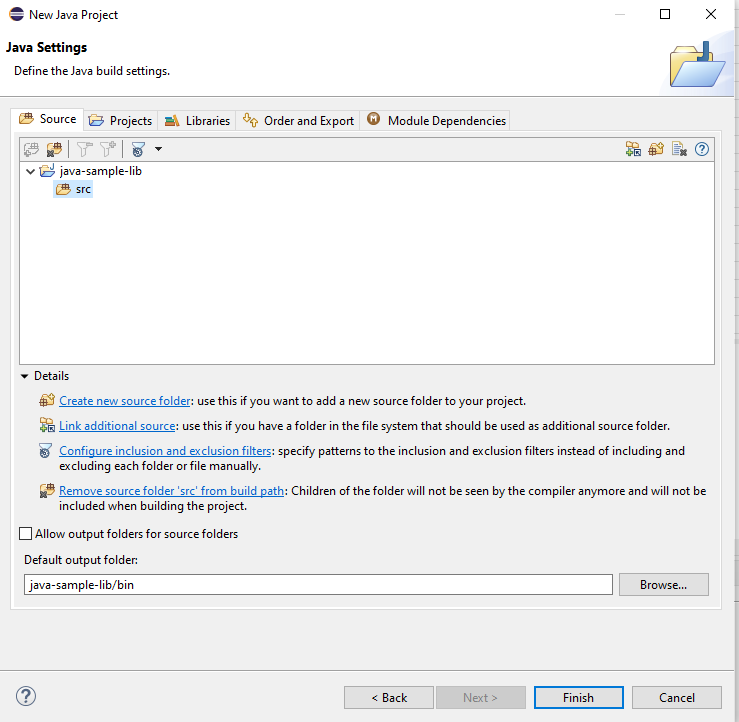 New Java Project
Java Settings
Define the Java build settings.
Source Projects Libraries Order and Export Module Dependencies
java-sample-lib
src
Details
Create new source folder: use this if you want to add a new source folder to your project.
Link additional source: use this if you have a folder in the file system that should be used as additional source folder.
Configure inclusion and exclusion filters: specify patterns to the inclusion and exclusion filters instead of including and
excluding each folder or file manually.
Remove source folder 'src' from build path: Children of the folder will not be seen by the compiler anymore and will not be
included when building the project.
Allow output folders for source folders
Default output folder:
java-sample-lib/bin Browse...
< Back Next > Finish Cancel